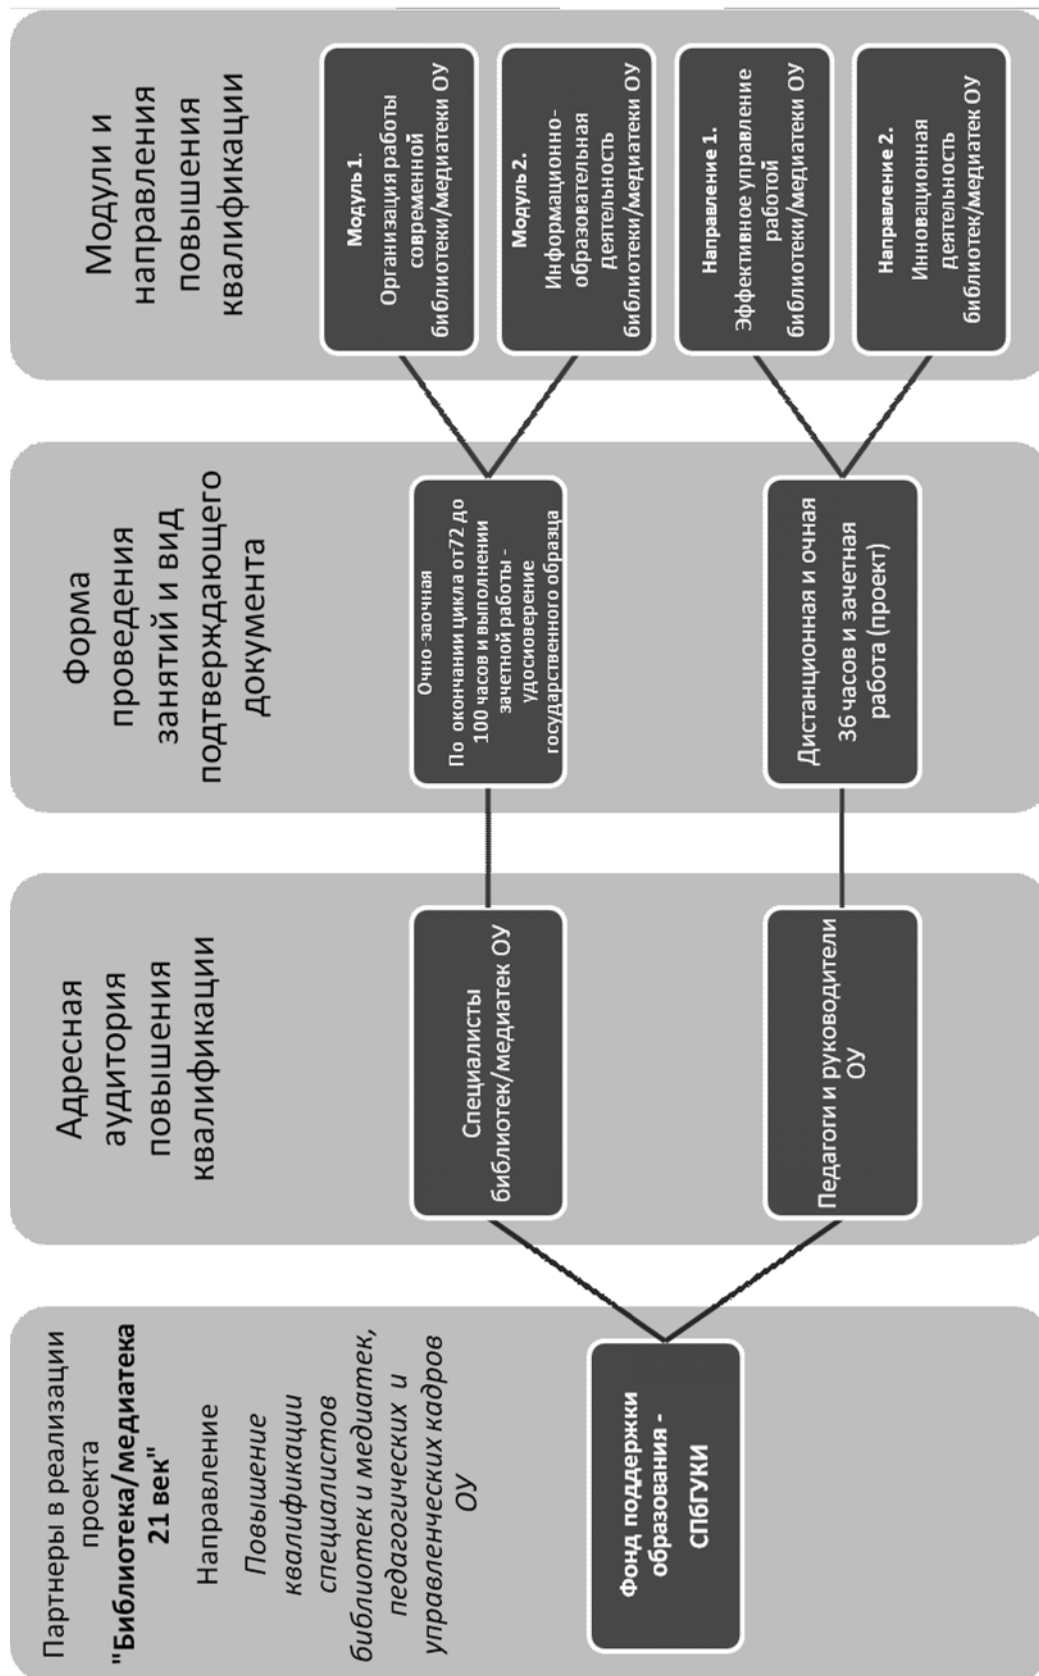 Партнеры в реализации
проекта
"Библиотека/медиатека
21 век"
Направление
Повышение
квалификации
специалистов
библиотек и медиатек,
педагогических и
управленческих кадров
ОУ
Фонд поддержки
образования -
СПбГУКИ
Адресная
аудитория
повышения
квалификации
Специалисты
библиотек/медиатек ОУ
Педагоги и руководители
ОУ
Форма
проведения
занятий и вид
подтверждающего
документа
Очно-заочная
По окончании цикла от72 до
100 часов и выполнении
зачетной работы -
удосиоверение
государственного образца
Дистанционная и очная
36 часов и зачетная
работа (проект)
Модули и
направления
повышения
квалификации
Модуль 1.
Организация работы
современной
библиотеки/медиатеки ОУ
Модуль 2.
Информационно-
образовательная
деятельность
библиотеки/медиатеки ОУ
Направление 1.
Эффективное управление
работой
библиотеки/медиатеки ОУ
Направление 2.
Инновационная
деятельность
библиотек/медиатек ОУ